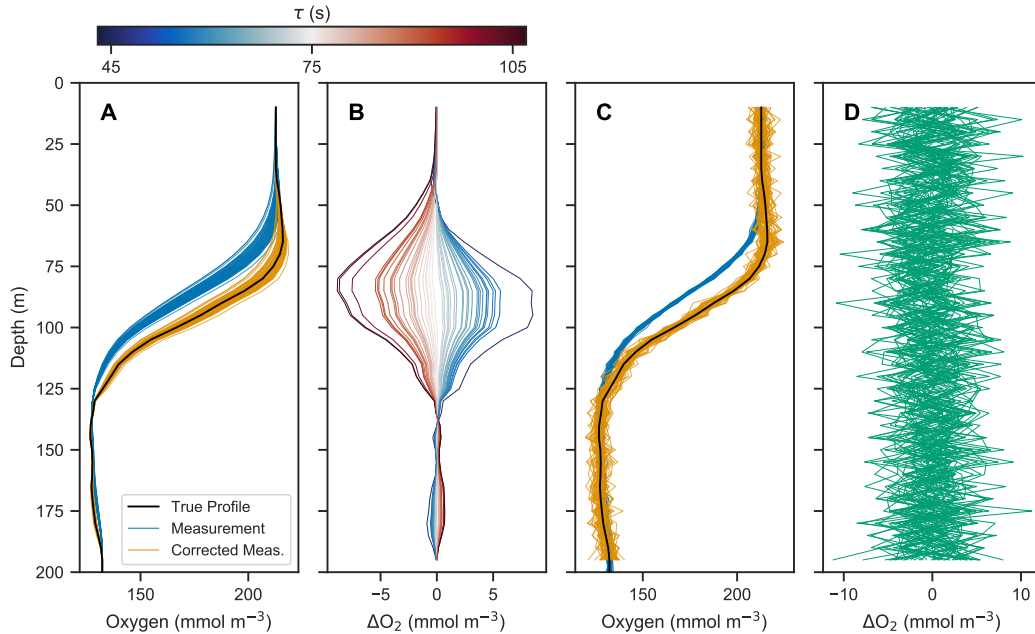 τ (s)
45 75 105
A B C D
0
25
50
75
100
125
150
175
200
Depth (m)
True Profile
Measurement
Corrected Meas.
150 200
Oxygen (mmol m⁻³)
−5 0 5
ΔO₂ (mmol m⁻³)
150 200
Oxygen (mmol m⁻³)
−10 −5 0 5 10
ΔO₂ (mmol m⁻³)